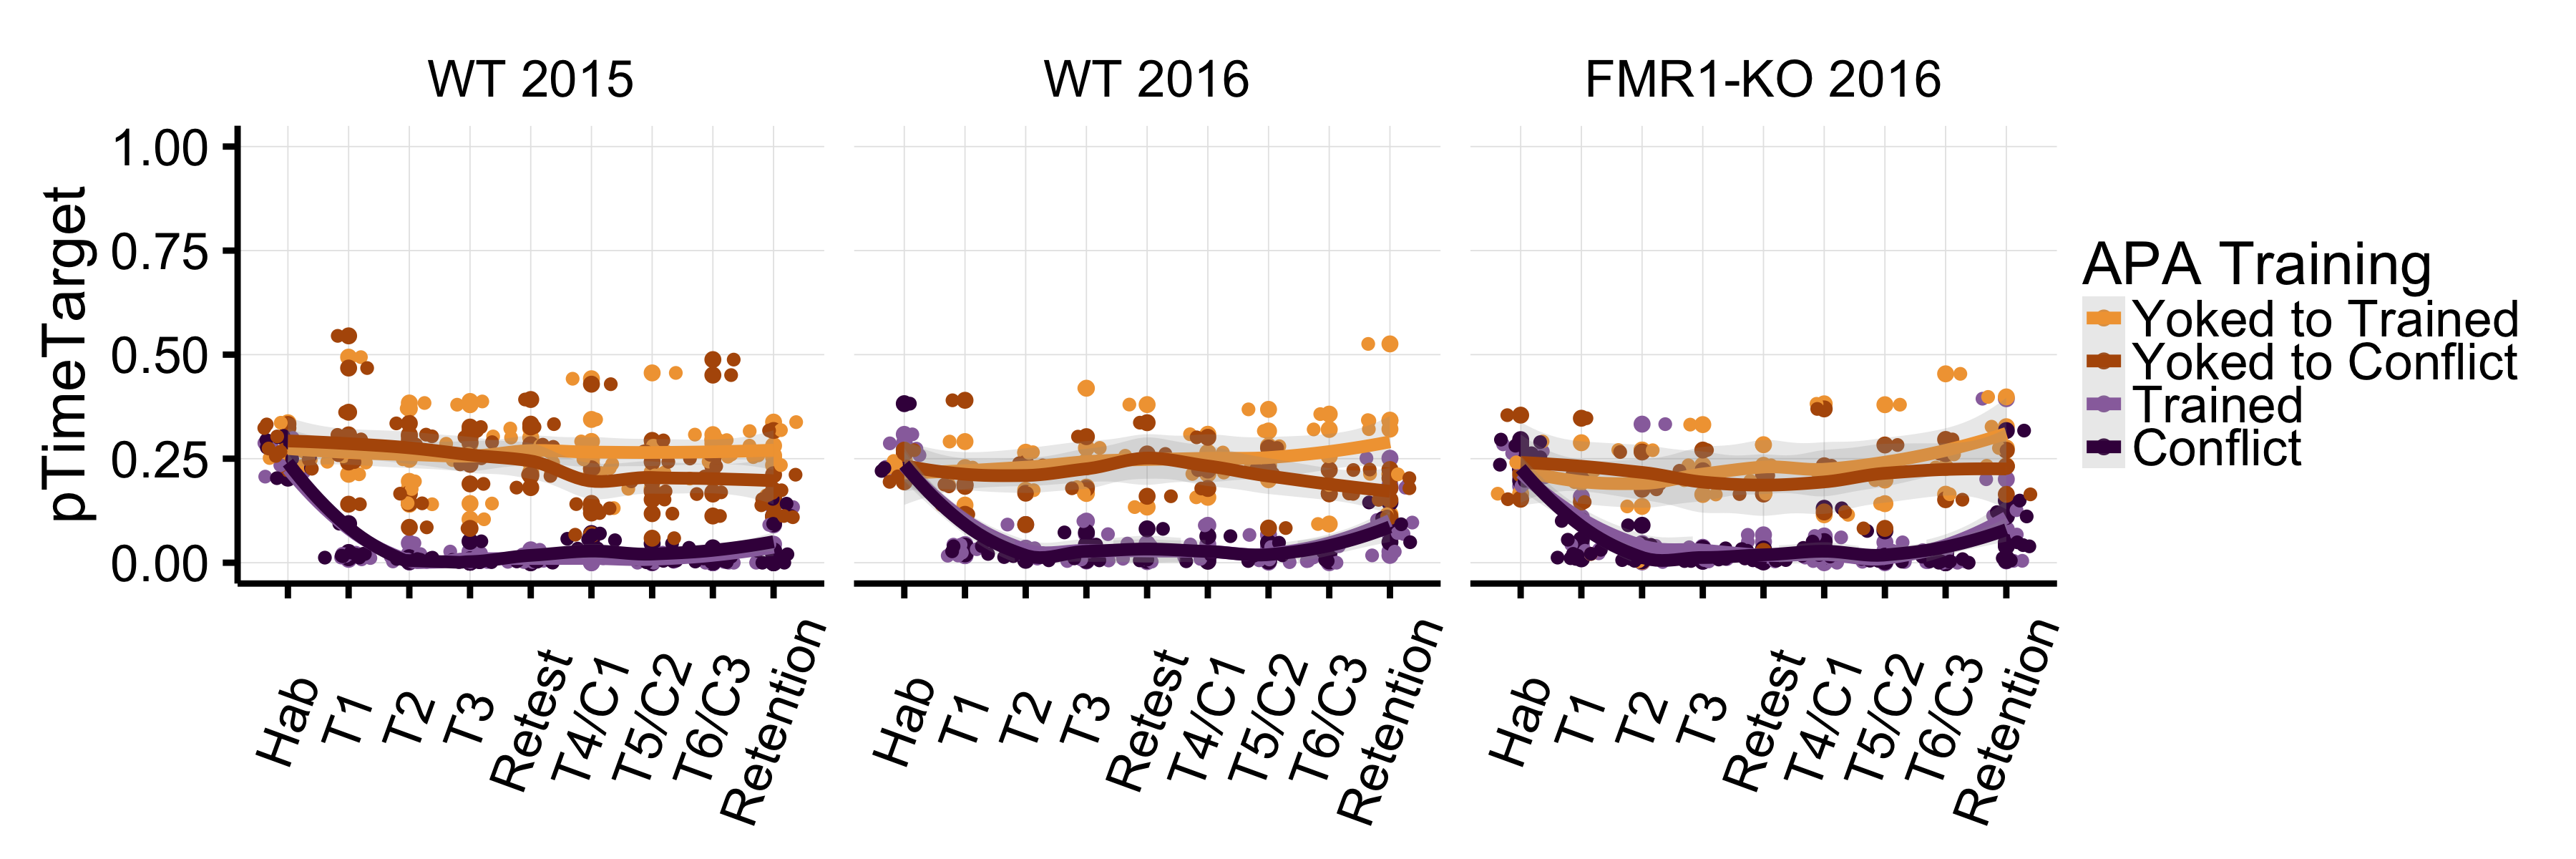 WT 2015
WT 2016
FMR1-KO 2016
pTimeTarget
1.00
0.75
0.50
0.25
0.00
Hab
T1
T2
T3
Retest
T4/C1
T5/C2
T6/C3
Retention
Hab
T1
T2
T3
Retest
T4/C1
T5/C2
T6/C3
Retention
Hab
T1
T2
T3
Retest
T4/C1
T5/C2
T6/C3
Retention
APA Training
Yoked to Trained
Yoked to Conflict
Trained
Conflict